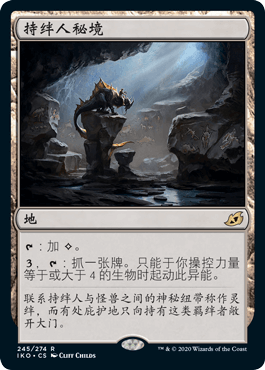 持绊人秘境
地
：加。
3，：抓一张牌。只能于你操控力量
等于或大于 4 的生物时起动此异能。
联系持绊人与怪兽之间的神秘纽带称作灵
绊，而有处庇护地只向持有这类羁绊者敞
开大门。
245/274 R
IKO • CS CLIFF CHILDS
™ & © 2020 Wizards of the Coast